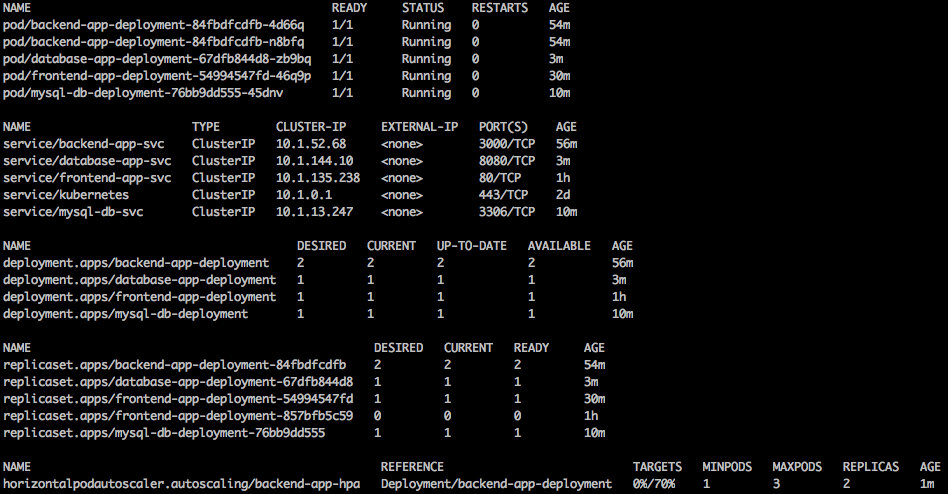 NAME READY STATUS RESTARTS AGE
pod/backend-app-deployment-84fbdfcdfb-4d66q 1/1 Running 0 54m
pod/backend-app-deployment-84fbdfcdfb-n8bfq 1/1 Running 0 54m
pod/database-app-deployment-67dfb844d8-zb9bq 1/1 Running 0 3m
pod/frontend-app-deployment-54994547fd-46q9p 1/1 Running 0 30m
pod/mysql-db-deployment-76bb9dd555-45dnv 1/1 Running 0 10m
NAME TYPE CLUSTER-IP EXTERNAL-IP PORT(S) AGE
service/backend-app-svc ClusterIP 10.1.52.68 <none> 3000/TCP 56m
service/database-app-svc ClusterIP 10.1.144.10 <none> 8080/TCP 3m
service/frontend-app-svc ClusterIP 10.1.135.238 <none> 80/TCP 1h
service/kubernetes ClusterIP 10.1.0.1 <none> 443/TCP 2d
service/mysql-db-svc ClusterIP 10.1.13.247 <none> 3306/TCP 10m
NAME DESIRED CURRENT UP-TO-DATE AVAILABLE AGE
deployment.apps/backend-app-deployment 2 2 2 2 56m
deployment.apps/database-app-deployment 1 1 1 1 3m
deployment.apps/frontend-app-deployment 1 1 1 1 1h
deployment.apps/mysql-db-deployment 1 1 1 1 10m
NAME DESIRED CURRENT READY AGE
replicaset.apps/backend-app-deployment-84fbdfcdfb 2 2 2 54m
replicaset.apps/database-app-deployment-67dfb844d8 1 1 1 3m
replicaset.apps/frontend-app-deployment-54994547fd 1 1 1 30m
replicaset.apps/frontend-app-deployment-857bfb5c59 0 0 0 1h
replicaset.apps/mysql-db-deployment-76bb9dd555 1 1 1 10m
NAME REFERENCE TARGETS MINPODS MAXPODS REPLICAS AGE
horizontalpodautoscaler.autoscaling/backend-app-hpa Deployment/backend-app-deployment 0%/70% 1 3 2 1m